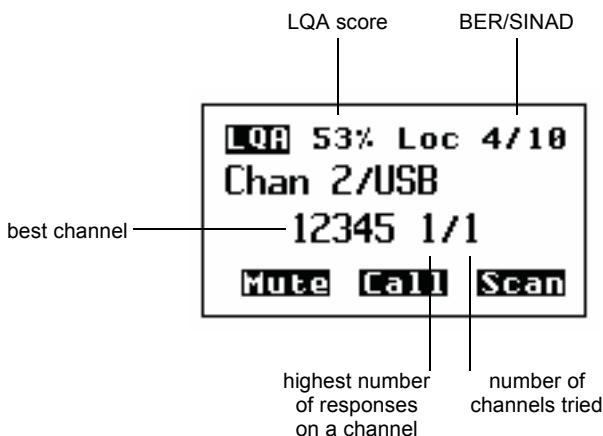 LQA score
BER/SINAD
LQA 53% Loc 4/10
Chan 2/USB
best channel
12345 1/1
Mute Call Scan
highest number
of responses
on a channel
number of
channels tried